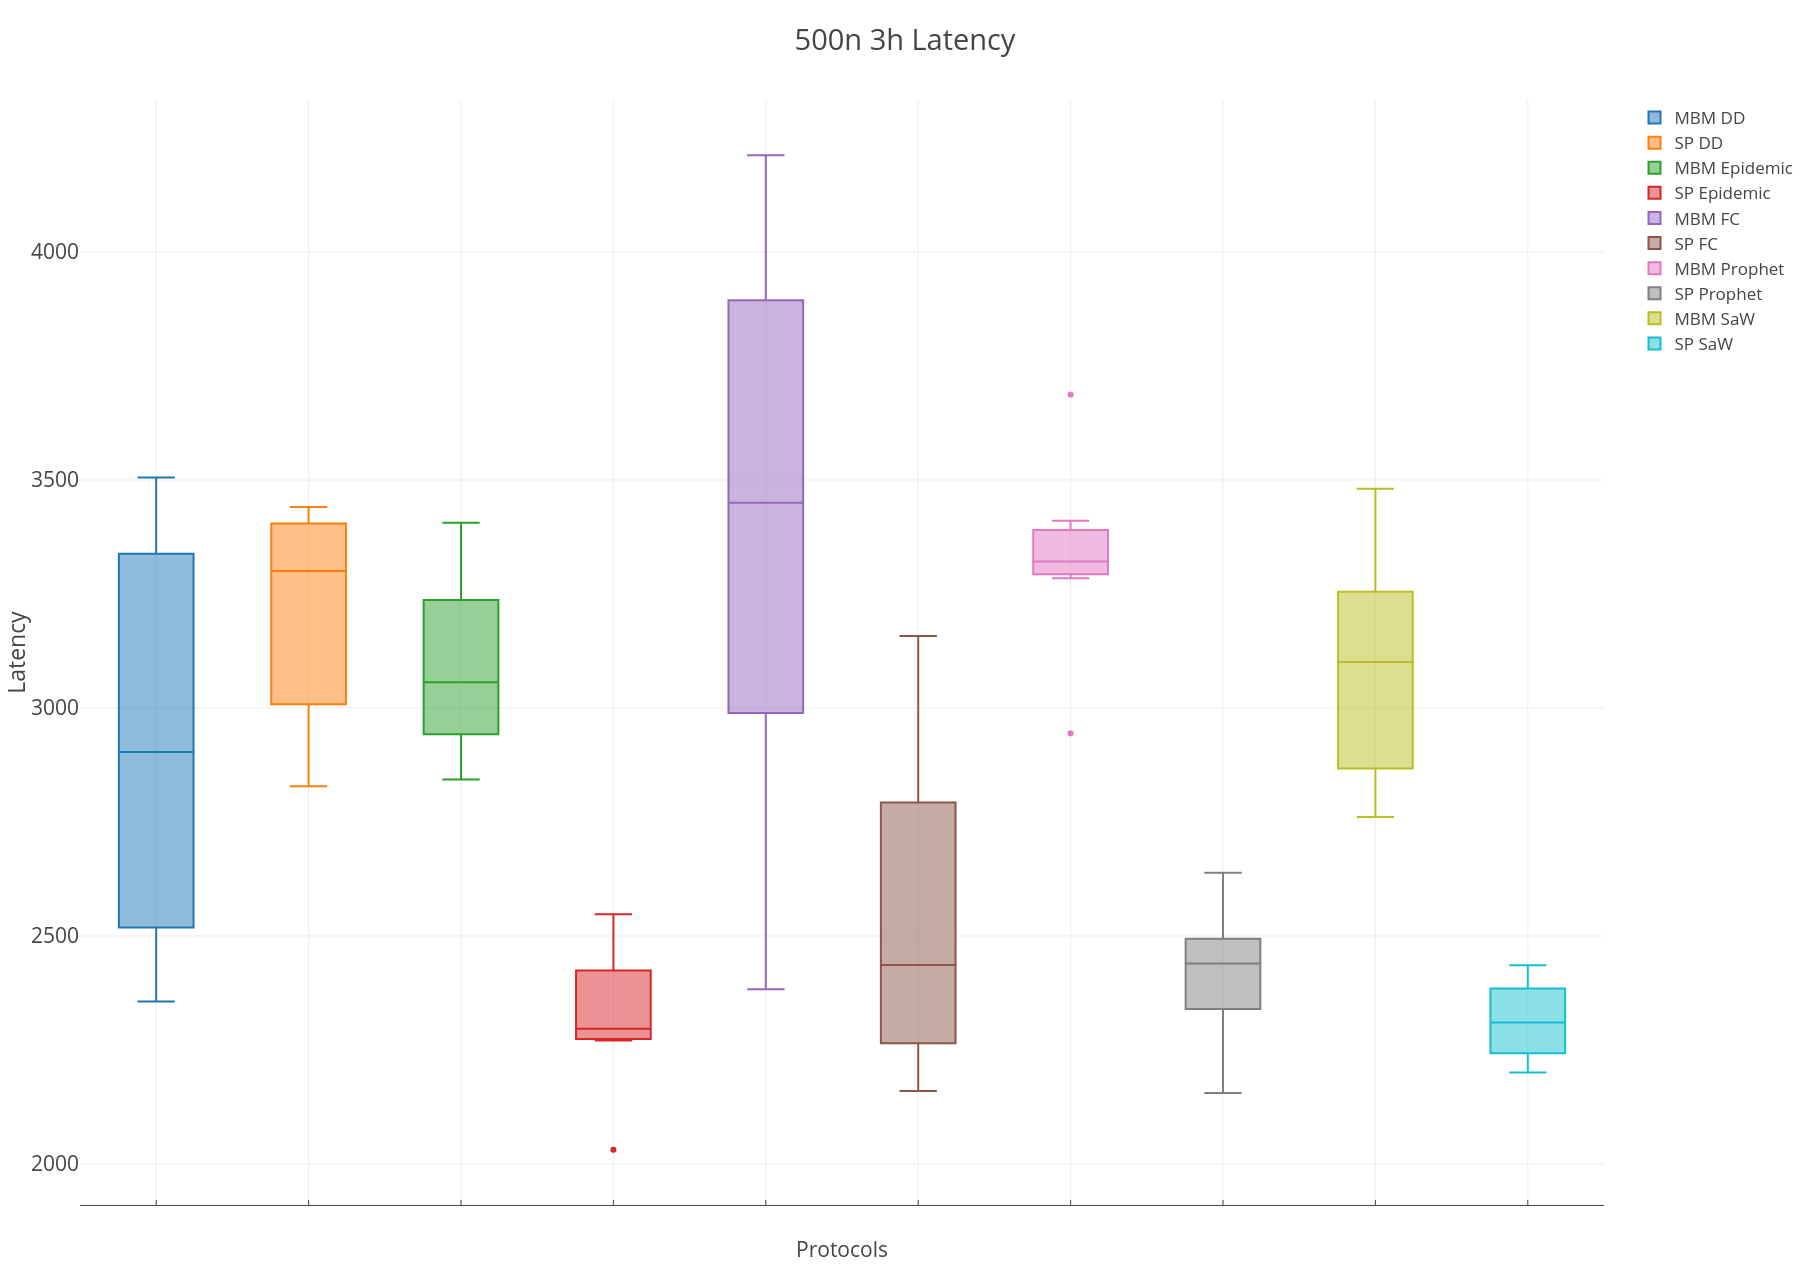 500n 3h Latency
MBM DD
SP DD
MBM Epidemic
SP Epidemic
MBM FC
SP FC
MBM Prophet
SP Prophet
MBM SaW
SP SaW
4000
3500
3000
2500
2000
Latency
Protocols